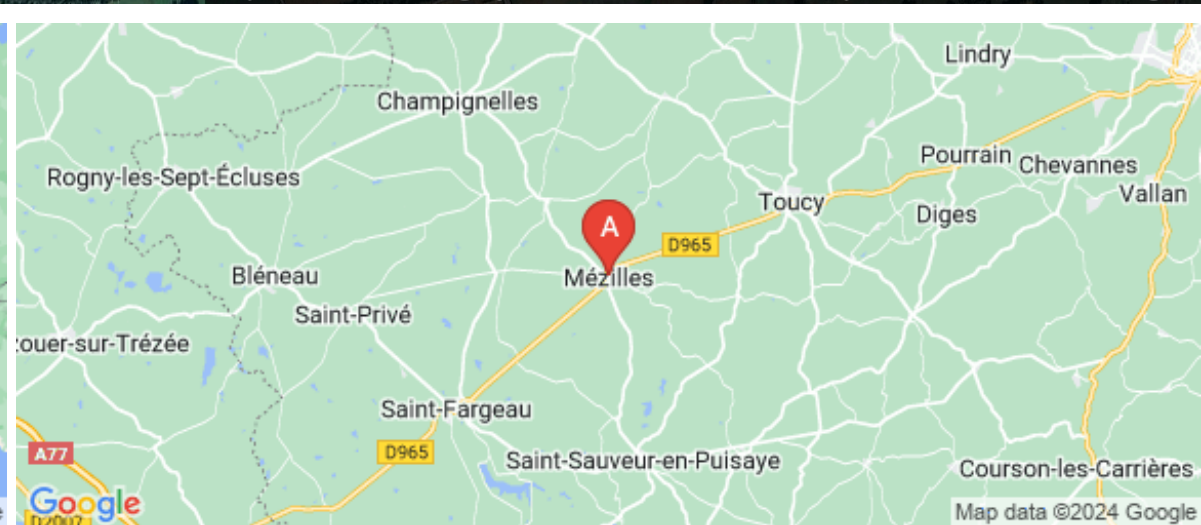 Lindry
Champignelles
Pourrain
Chevannes
Rogny-les-Sept-Écluses
Vallan
Toucy
Diges
A
D965
Bléneau
Mézilles
Saint-Privé
ouer-sur-Trézée
Saint-Fargeau
A77
D965
Saint-Sauveur-en-Puisaye
Courson-les-Carrières
Google
D2007
Map data ©2024 Google